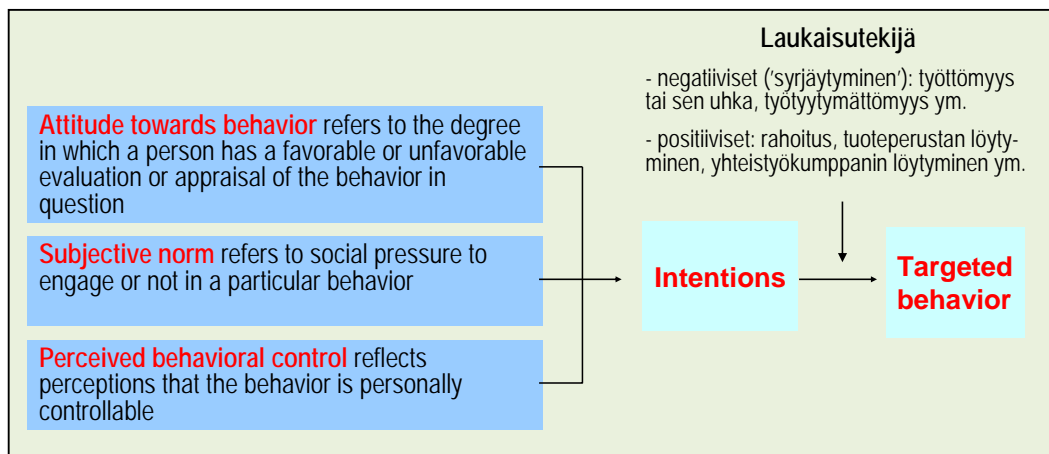 Laukaisutekijä
- negatiiviset ('syrjäytyminen'): työttömyys
tai sen uhka, työtyytymättömyys ym.
- positiiviset: rahoitus, tuoteperustan löyty-
minen, yhteistyökumppanin löytyminen ym.
Attitude towards behavior refers to the degree
in which a person has a favorable or unfavorable
evaluation or appraisal of the behavior in
question
Subjective norm refers to social pressure to
engage or not in a particular behavior
Perceived behavioral control reflects
perceptions that the behavior is personally
controllable
Intentions
Targeted
behavior